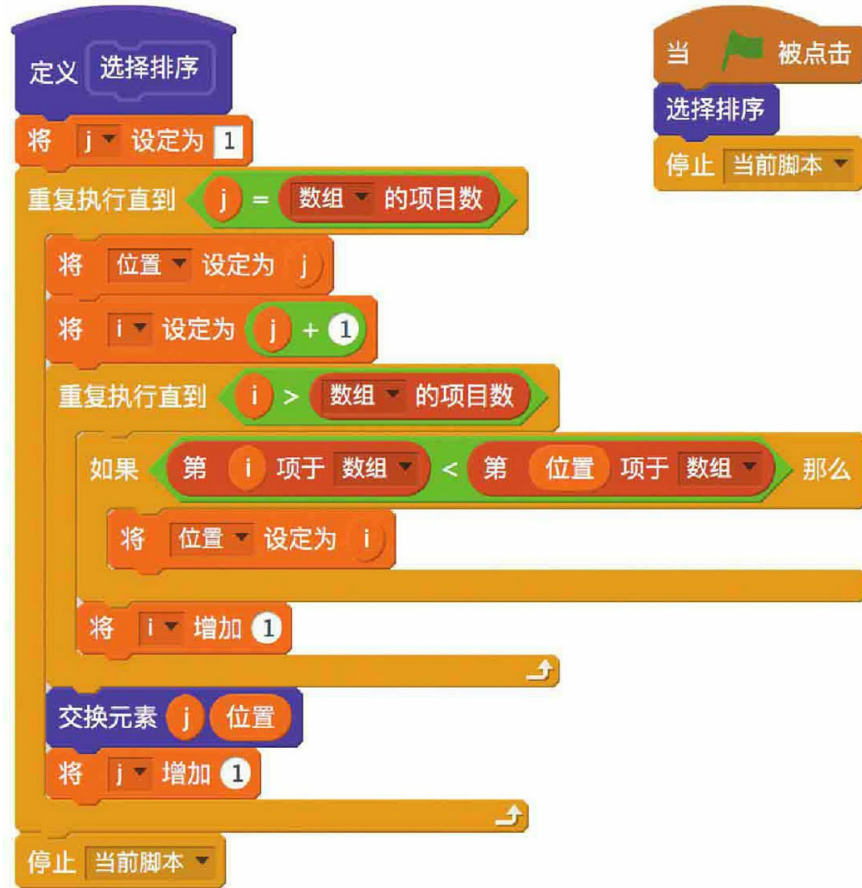 定义 选择排序
将 j 设定为 1
重复执行直到 j = 数组 的项目数
将 位置 设定为 j
将 i 设定为 j + 1
重复执行直到 i > 数组 的项目数
如果 第 i 项于 数组 < 第 位置 项于 数组 那么
将 位置 设定为 i
将 i 增加 1
交换元素 j 位置
将 j 增加 1
停止 当前脚本
当 被点击
选择排序
停止 当前脚本